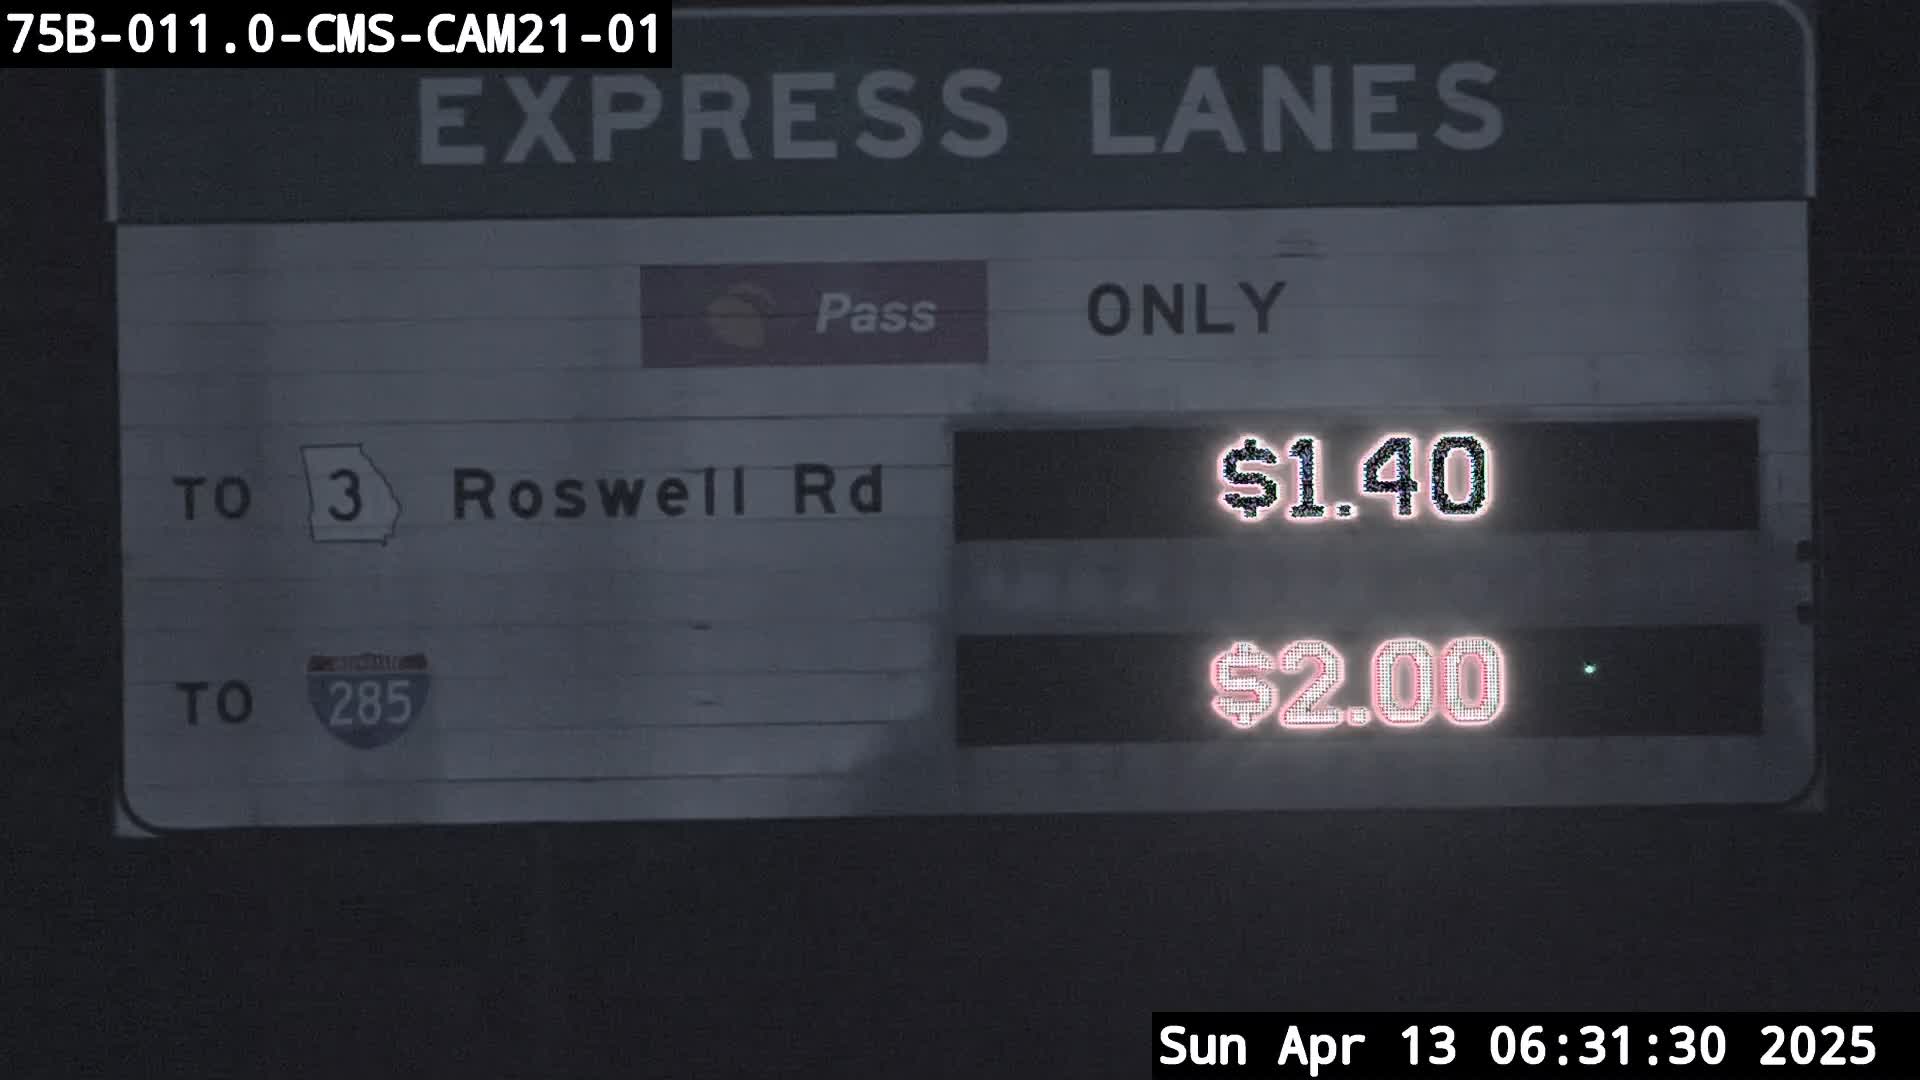 75B-011.0-CMS-CAM21-01
EXPRESS LANES
Pass ONLY
TO 3 Roswell Rd $1.40
TO 285 $2.00
Sun Apr 13 06:31:30 2025